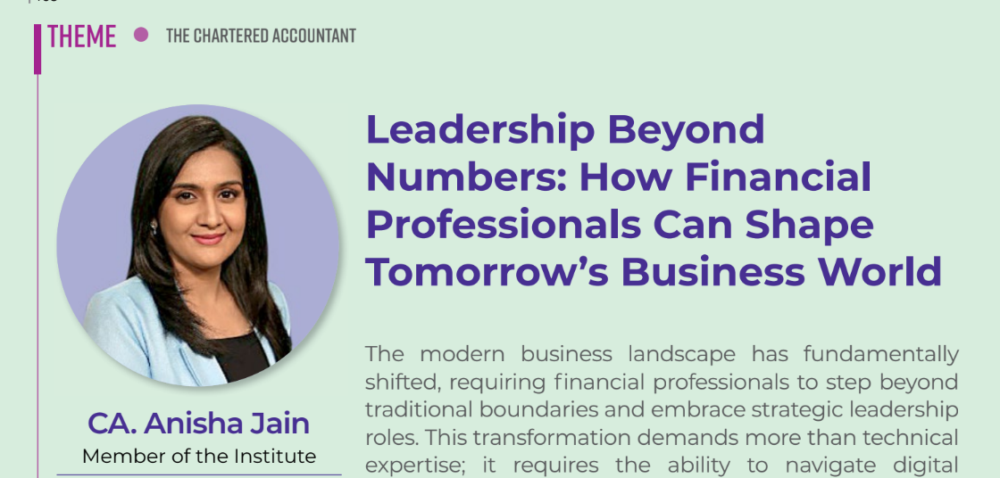 THEME ● THE CHARTERED ACCOUNTANT
Leadership Beyond
Numbers: How Financial
Professionals Can Shape
Tomorrow’s Business World
CA. Anisha Jain
Member of the Institute
The modern business landscape has fundamentally
shifted, requiring financial professionals to step beyond
traditional boundaries and embrace strategic leadership
roles. This transformation demands more than technical
expertise; it requires the ability to navigate digital